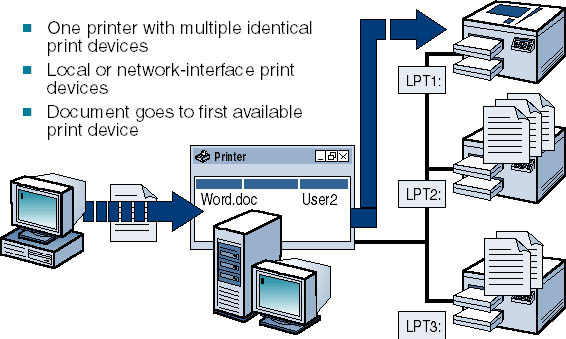 One printer with multiple identical
print devices
Local or network-interface print
devices
Document goes to first available
print device
LPT1:
Printer
Word.doc User2
LPT2:
LPT3: